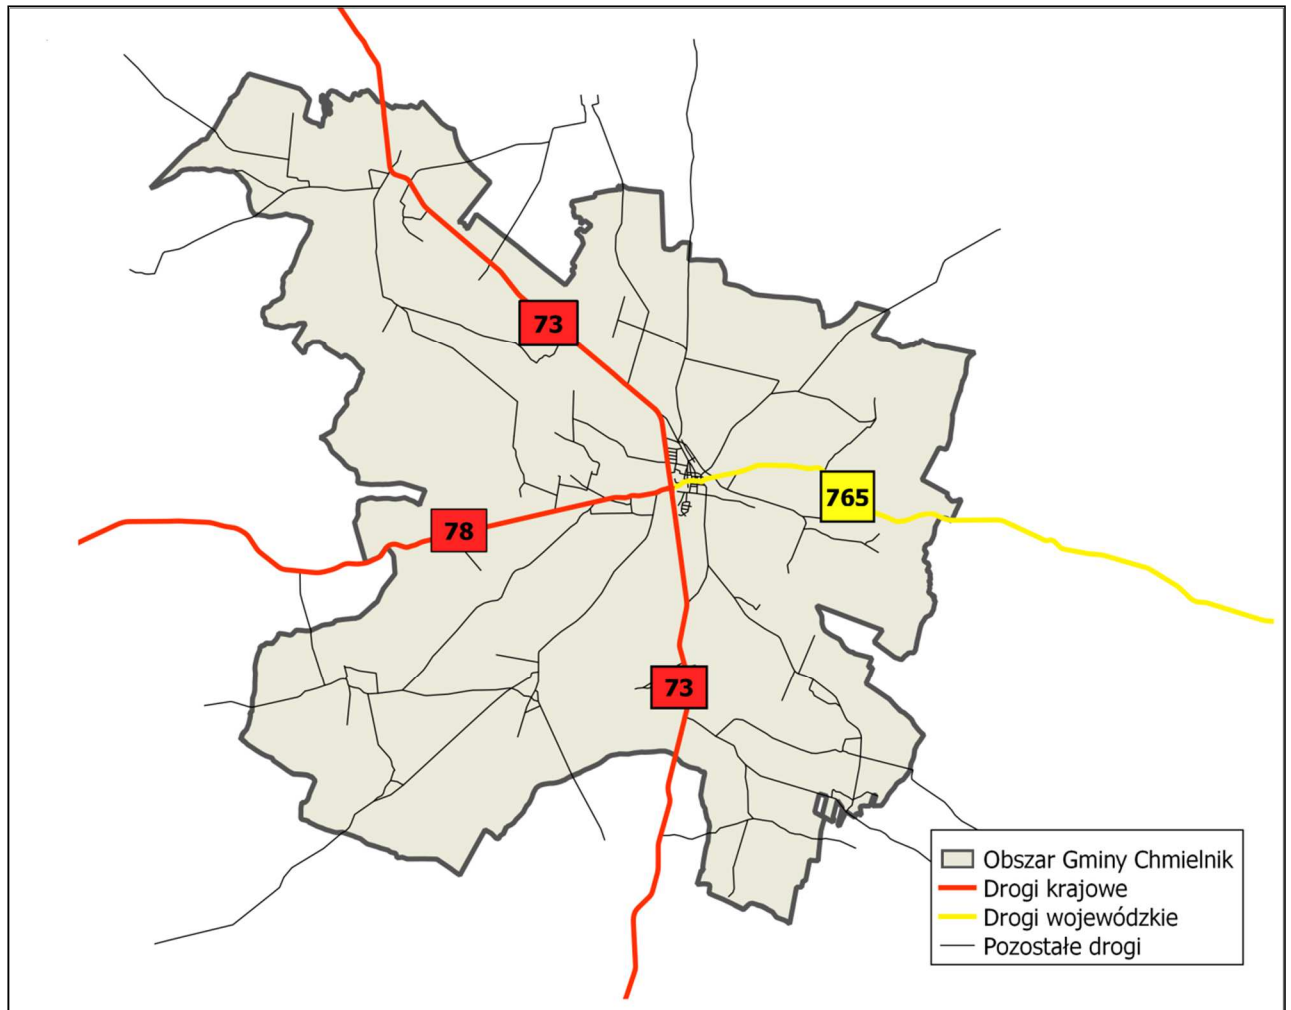 73
765
78
73
Obszar Gminy Chmielnik
Drogi krajowe
Drogi wojewódzkie
Pozostałe drogi